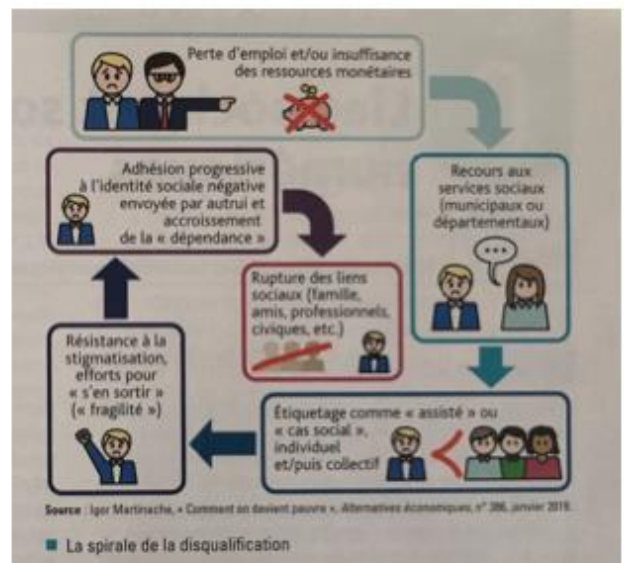 Perte d'emploi et/ou insuffisance
des ressources monétaires
Recours aux
services sociaux
(municipaux ou
départementaux)
Étiquetage comme « assisté » ou
« cas social »,
individuel
et/puis collectif
Résistance à la
stigmatisation,
efforts pour
« s'en sortir »
(« fragilité »)
Adhésion progressive
à l'identité sociale négative
envoyée par autrui et
accroissement
de la « dépendance »
Rupture des liens
sociaux (famille,
amis, professionnels,
civiques, etc.)
Source : Igor Martinache, « Comment on devient pauvre », Alternatives économiques, n° 386, janvier 2019.
La spirale de la disqualification